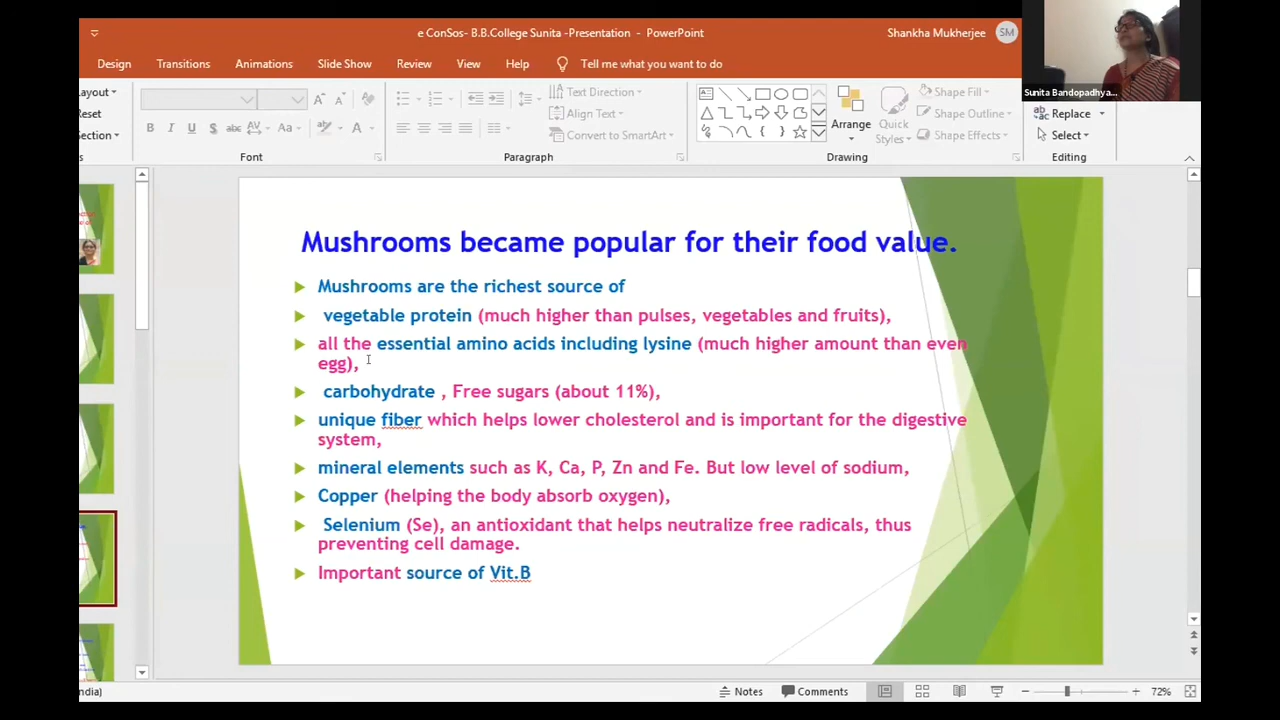 e ConSos- B.B.College Sunita -Presentation - PowerPoint
Shankha Mukherjee
SM
Sunita Bandopadhya...
Design Transitions Animations Slide Show Review View Help Tell me what you want to do
ayout
Reset
Section
B I U S abc AV Aa A
Font
Text Direction
Align Text
Convert to SmartArt
Paragraph
Arrange
Quick
Styles
Shape Fill
Shape Outline
Shape Effects
Drawing
Replace
Select
Editing
Mushrooms became popular for their food value.
Mushrooms are the richest source of
vegetable protein (much higher than pulses, vegetables and fruits),
all the essential amino acids including lysine (much higher amount than even
egg),
carbohydrate , Free sugars (about 11%),
unique fiber which helps lower cholesterol and is important for the digestive
system,
mineral elements such as K, Ca, P, Zn and Fe. But low level of sodium,
Copper (helping the body absorb oxygen),
Selenium (Se), an antioxidant that helps neutralize free radicals, thus
preventing cell damage.
Important source of Vit.B
ndia)
Notes Comments 72%